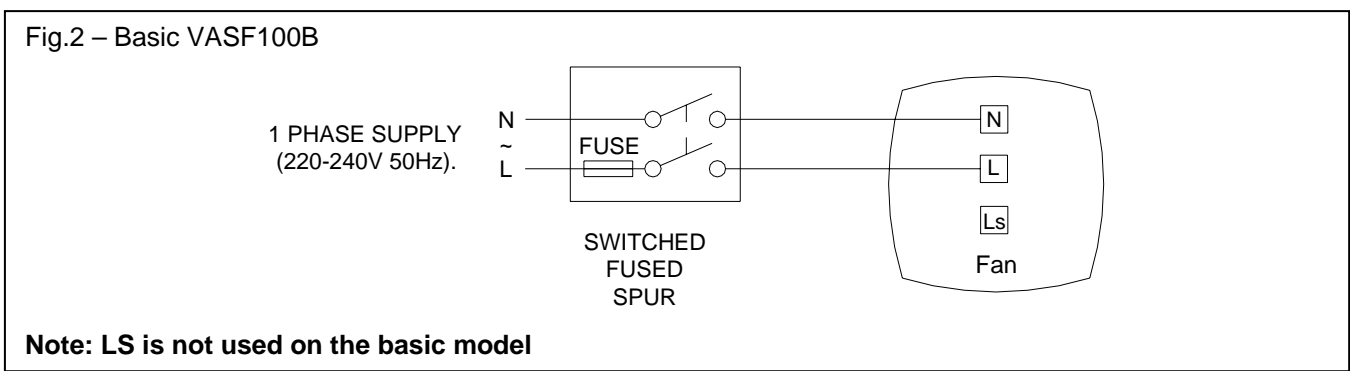 Fig.2 – Basic VASF100B
1 PHASE SUPPLY
(220-240V 50Hz).
N
~
L
FUSE
SWITCHED
FUSED
SPUR
N
L
Ls
Fan
Note: LS is not used on the basic model